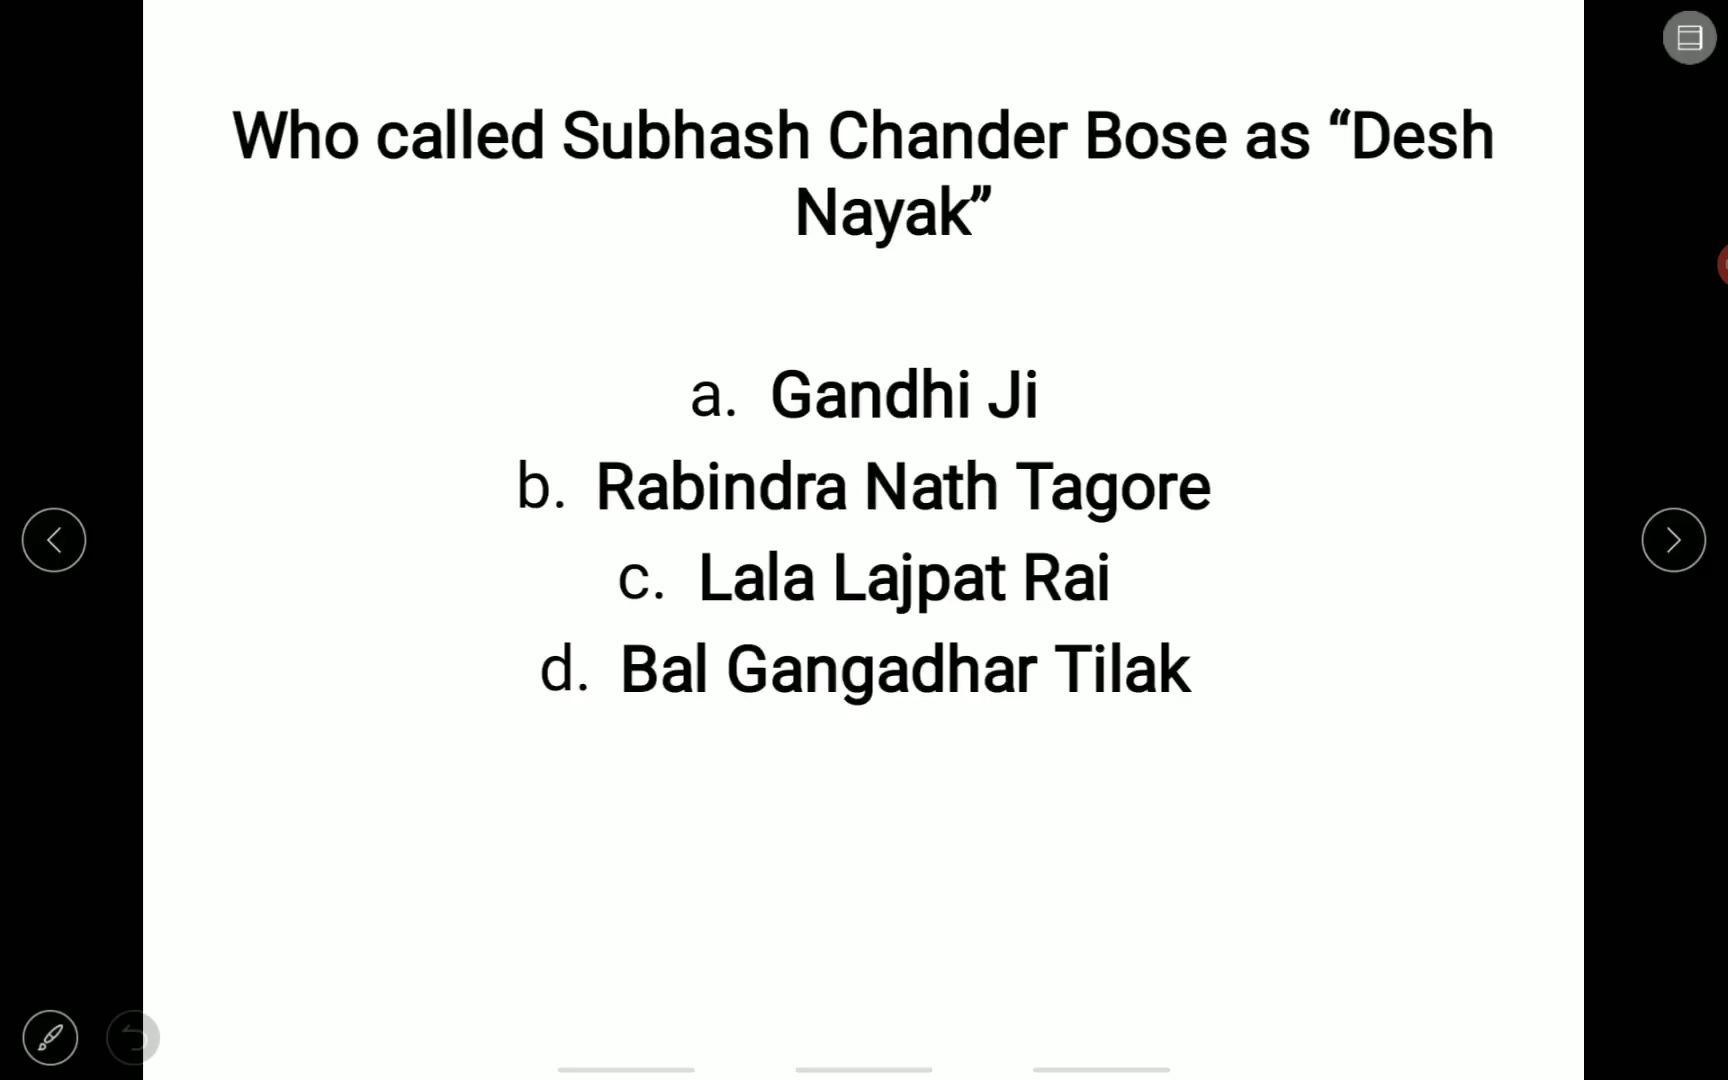 Who called Subhash Chander Bose as “Desh
Nayak”
a. Gandhi Ji
b. Rabindra Nath Tagore
c. Lala Lajpat Rai
d. Bal Gangadhar Tilak